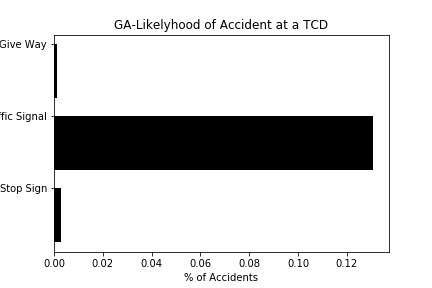 GA-Likelyhood of Accident at a TCD
Give Way
ffic Signal
Stop Sign
0.00 0.02 0.04 0.06 0.08 0.10 0.12
% of Accidents